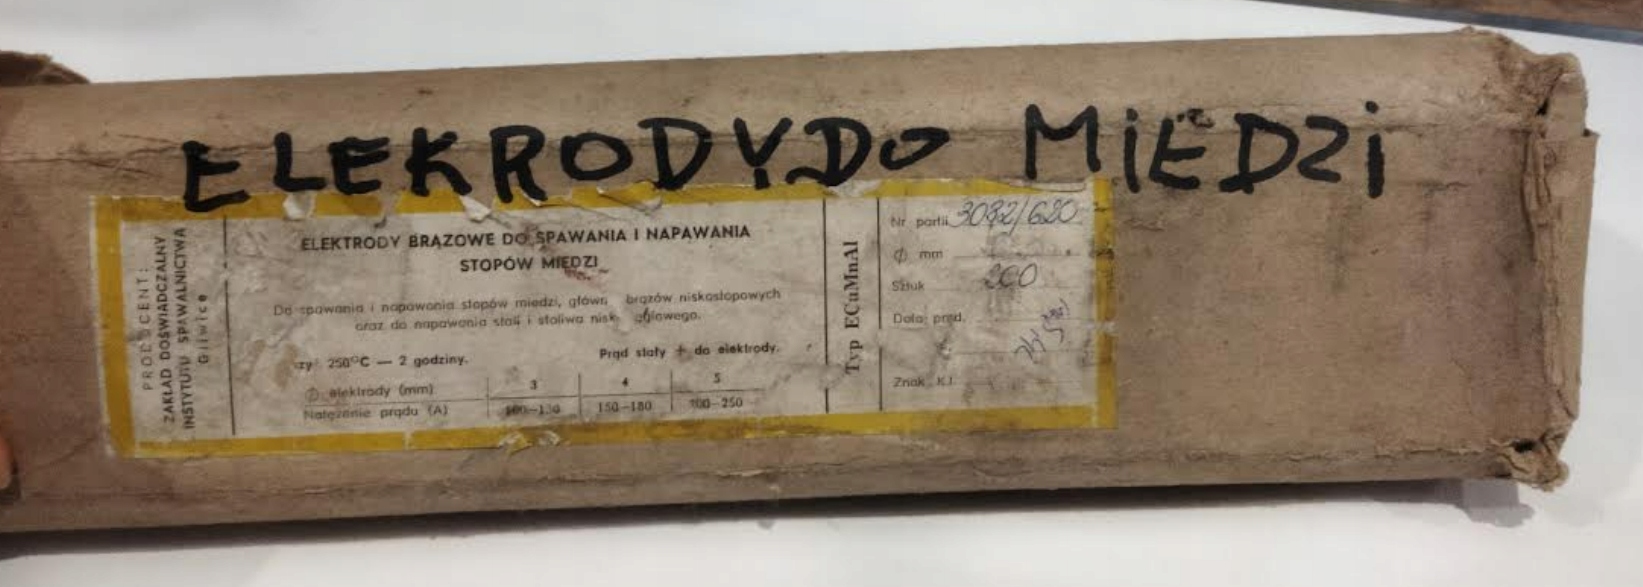 ELEKRODY DO MIEDZI
PRODUCENT:
ZAKŁAD DOŚWIADCZALNY
INSTYTUTU SPAWALNICTWA
Gliwice
ELEKTRODY BRĄZOWE DO SPAWANIA I NAPAWANIA
STOPÓW MIEDZI
Do spawania i napawania stopów miedzi, główn brązów niskostopowych
oraz do napawania stali i staliwa nisk
250°C — 2 godziny.
Prąd stały + do elektrody.
∅ elektrody (mm) 3 4 5
Natężenie prądu (A) 100—130 150—180 200—250
Typ ECuMnAl
Nr partii 3082/620
∅ mm
Sztuk 200
Data prod.
Znak K.J.